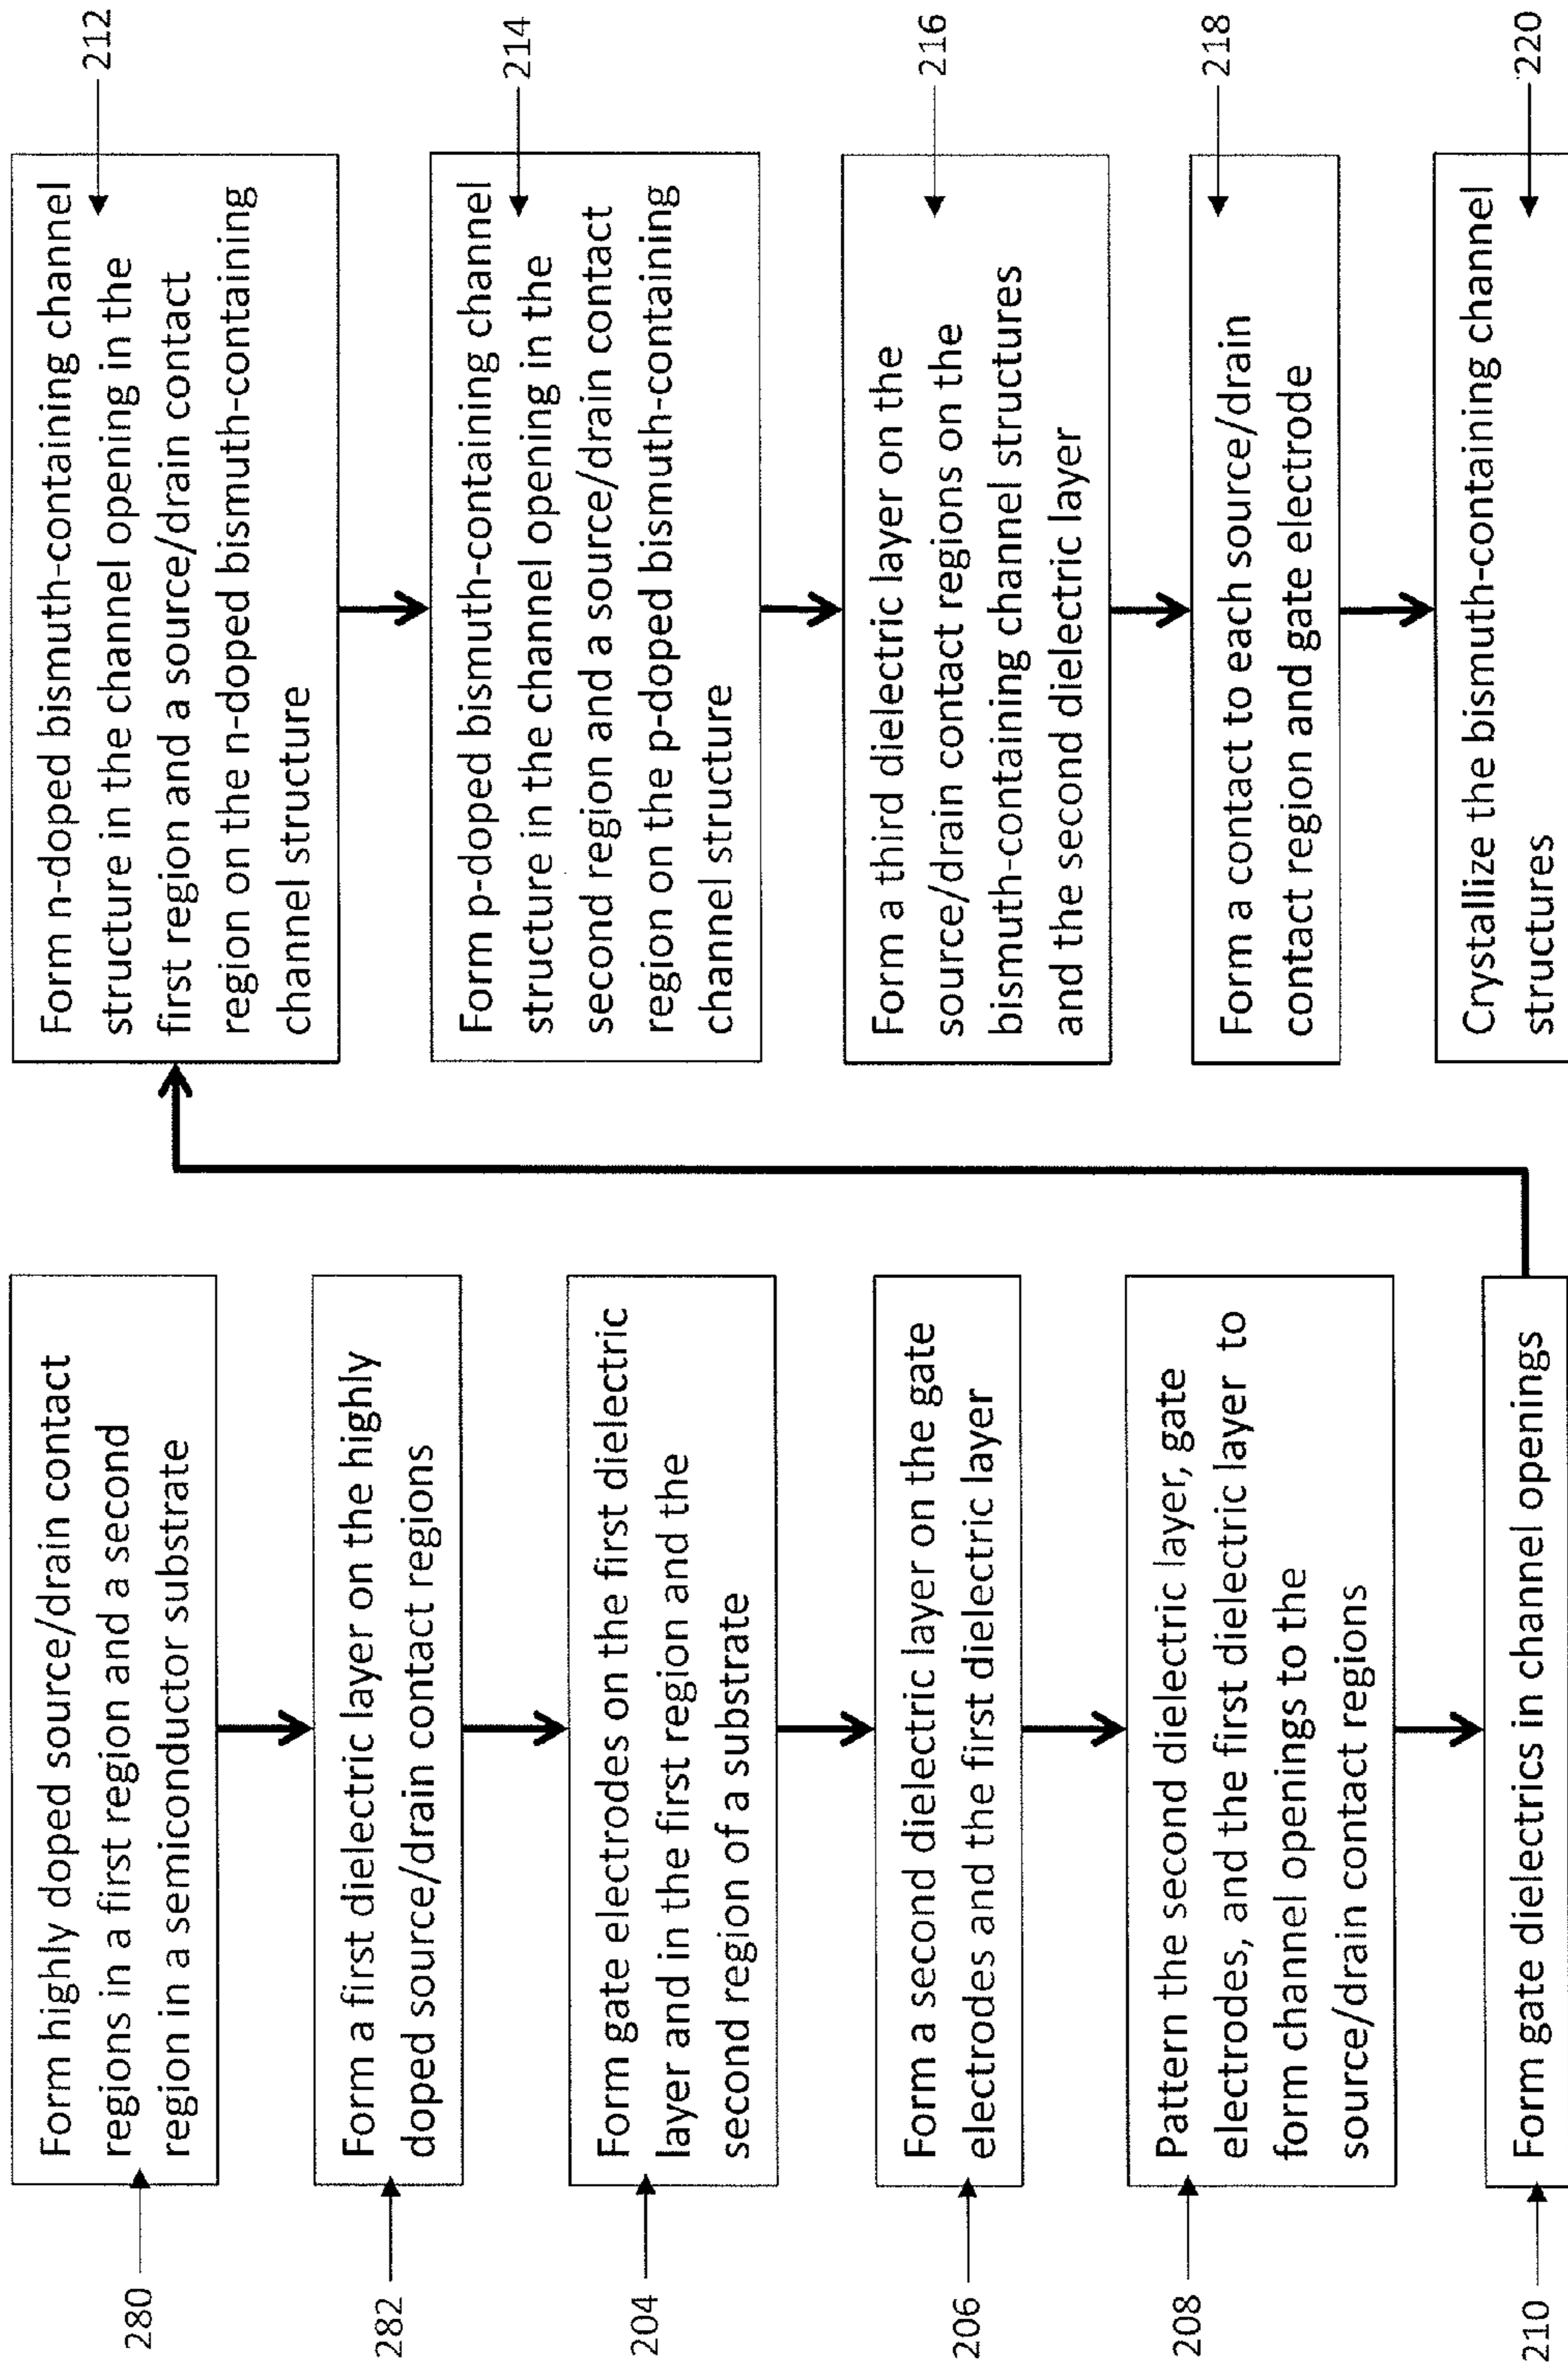 280
Form highly doped source/drain contact
regions in a first region and a second
region in a semiconductor substrate
282
Form a first dielectric layer on the highly
doped source/drain contact regions
204
Form gate electrodes on the first dielectric
layer and in the first region and the
second region of a substrate
206
Form a second dielectric layer on the gate
electrodes and the first dielectric layer
208
Pattern the second dielectric layer, gate
electrodes, and the first dielectric layer to
form channel openings to the
source/drain contact regions
210
Form gate dielectrics in channel openings
212
Form n-doped bismuth-containing channel
structure in the channel opening in the
first region and a source/drain contact
region on the n-doped bismuth-containing
channel structure
214
Form p-doped bismuth-containing channel
structure in the channel opening in the
second region and a source/drain contact
region on the p-doped bismuth-containing
channel structure
216
Form a third dielectric layer on the
source/drain contact regions on the
bismuth-containing channel structures
and the second dielectric layer
218
Form a contact to each source/drain
contact region and gate electrode
220
Crystallize the bismuth-containing channel
structures